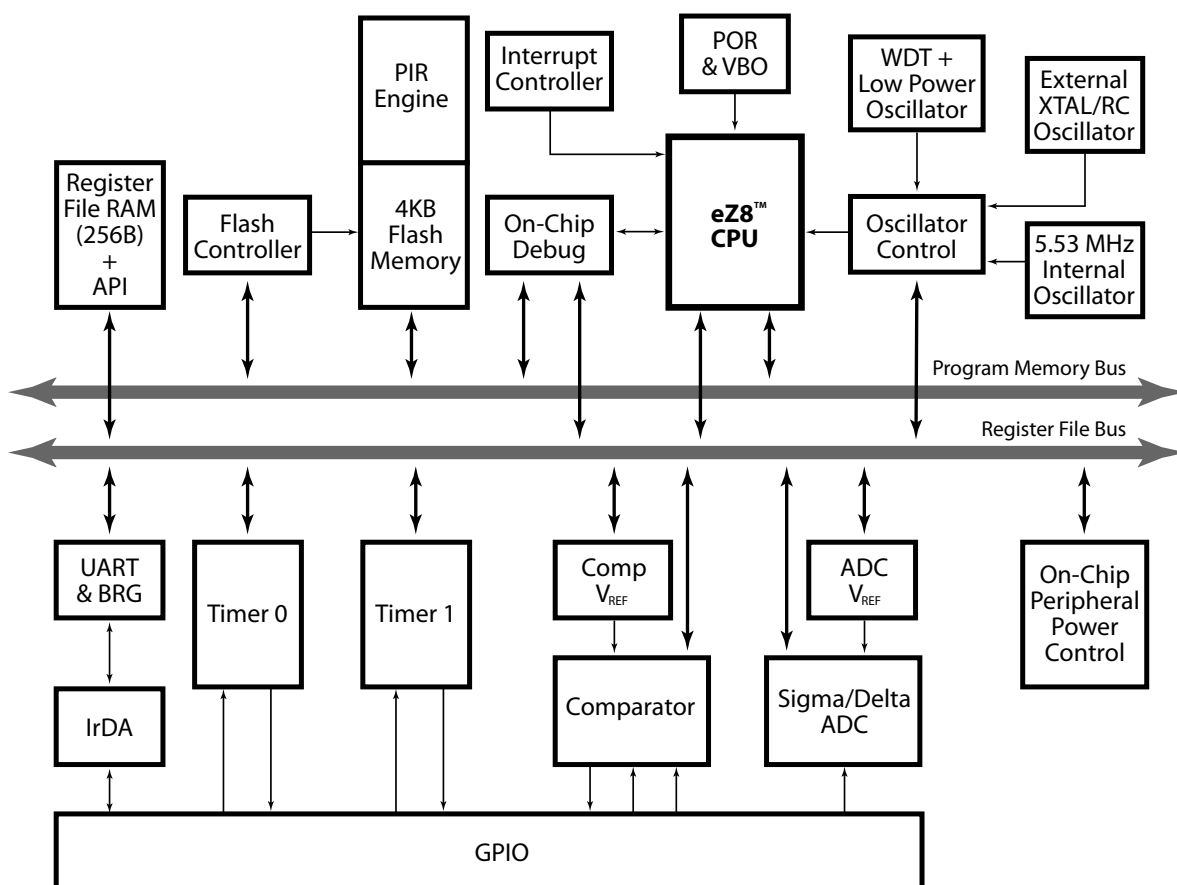 PIR
Engine
Interrupt
Controller
POR
& VBO
WDT +
Low Power
Oscillator
External
XTAL/RC
Oscillator
Register
File RAM
(256B)
+
API
Flash
Controller
4KB
Flash
Memory
On-Chip
Debug
eZ8™
CPU
Oscillator
Control
5.53 MHz
Internal
Oscillator
Program Memory Bus
Register File Bus
UART
& BRG
Timer 0
Timer 1
Comp
VREF
ADC
VREF
On-Chip
Peripheral
Power
Control
IrDA
Comparator
Sigma/Delta
ADC
GPIO